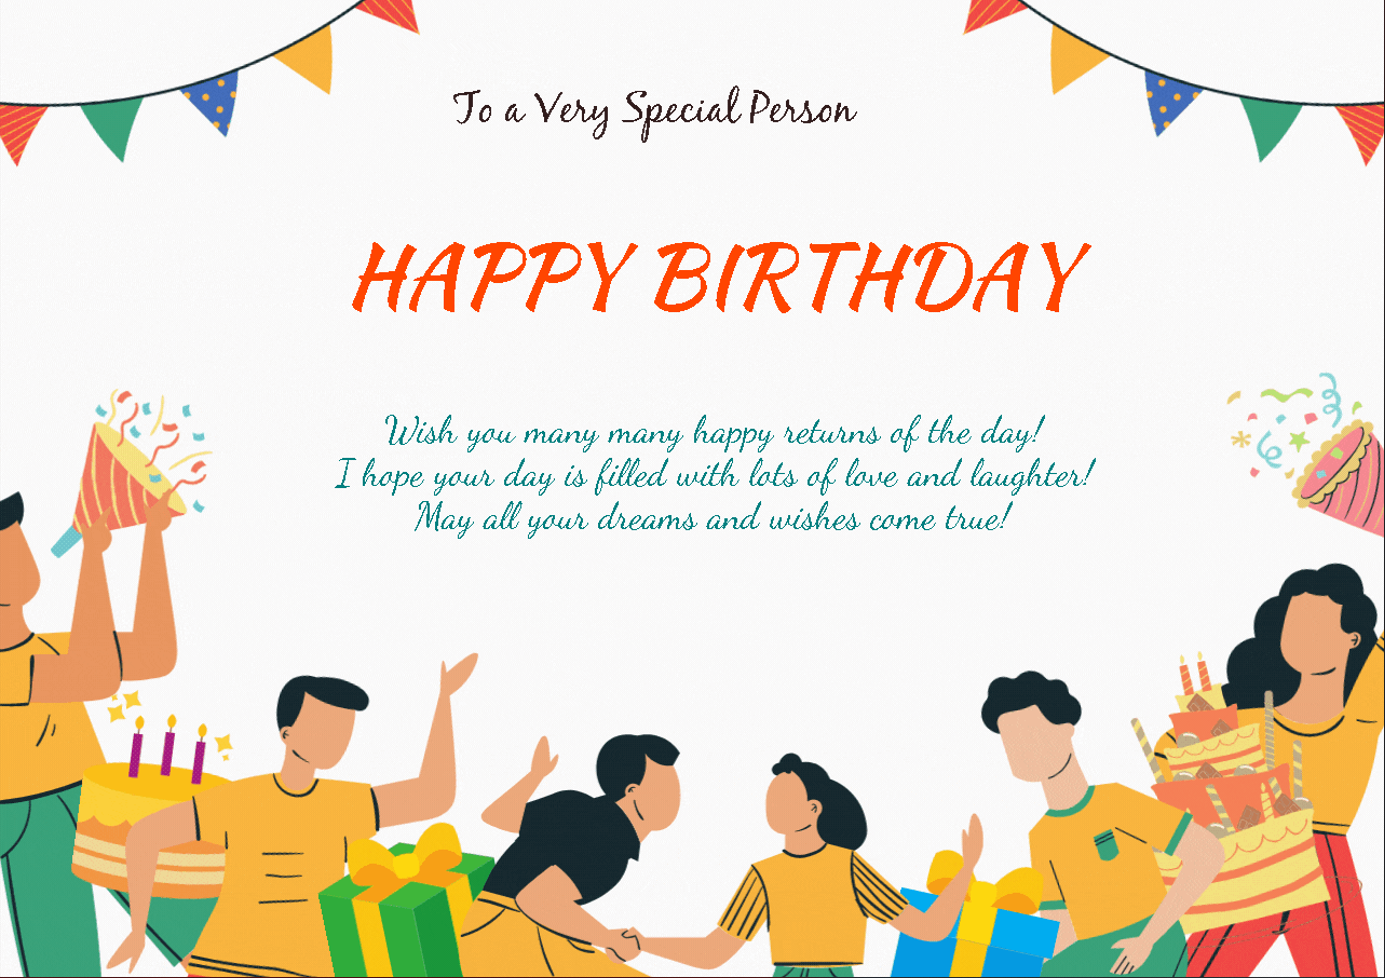 To a Very Special Person
HAPPY BIRTHDAY
Wish you many many happy returns of the day!
I hope your day is filled with lots of love and laughter!
May all your dreams and wishes come true!